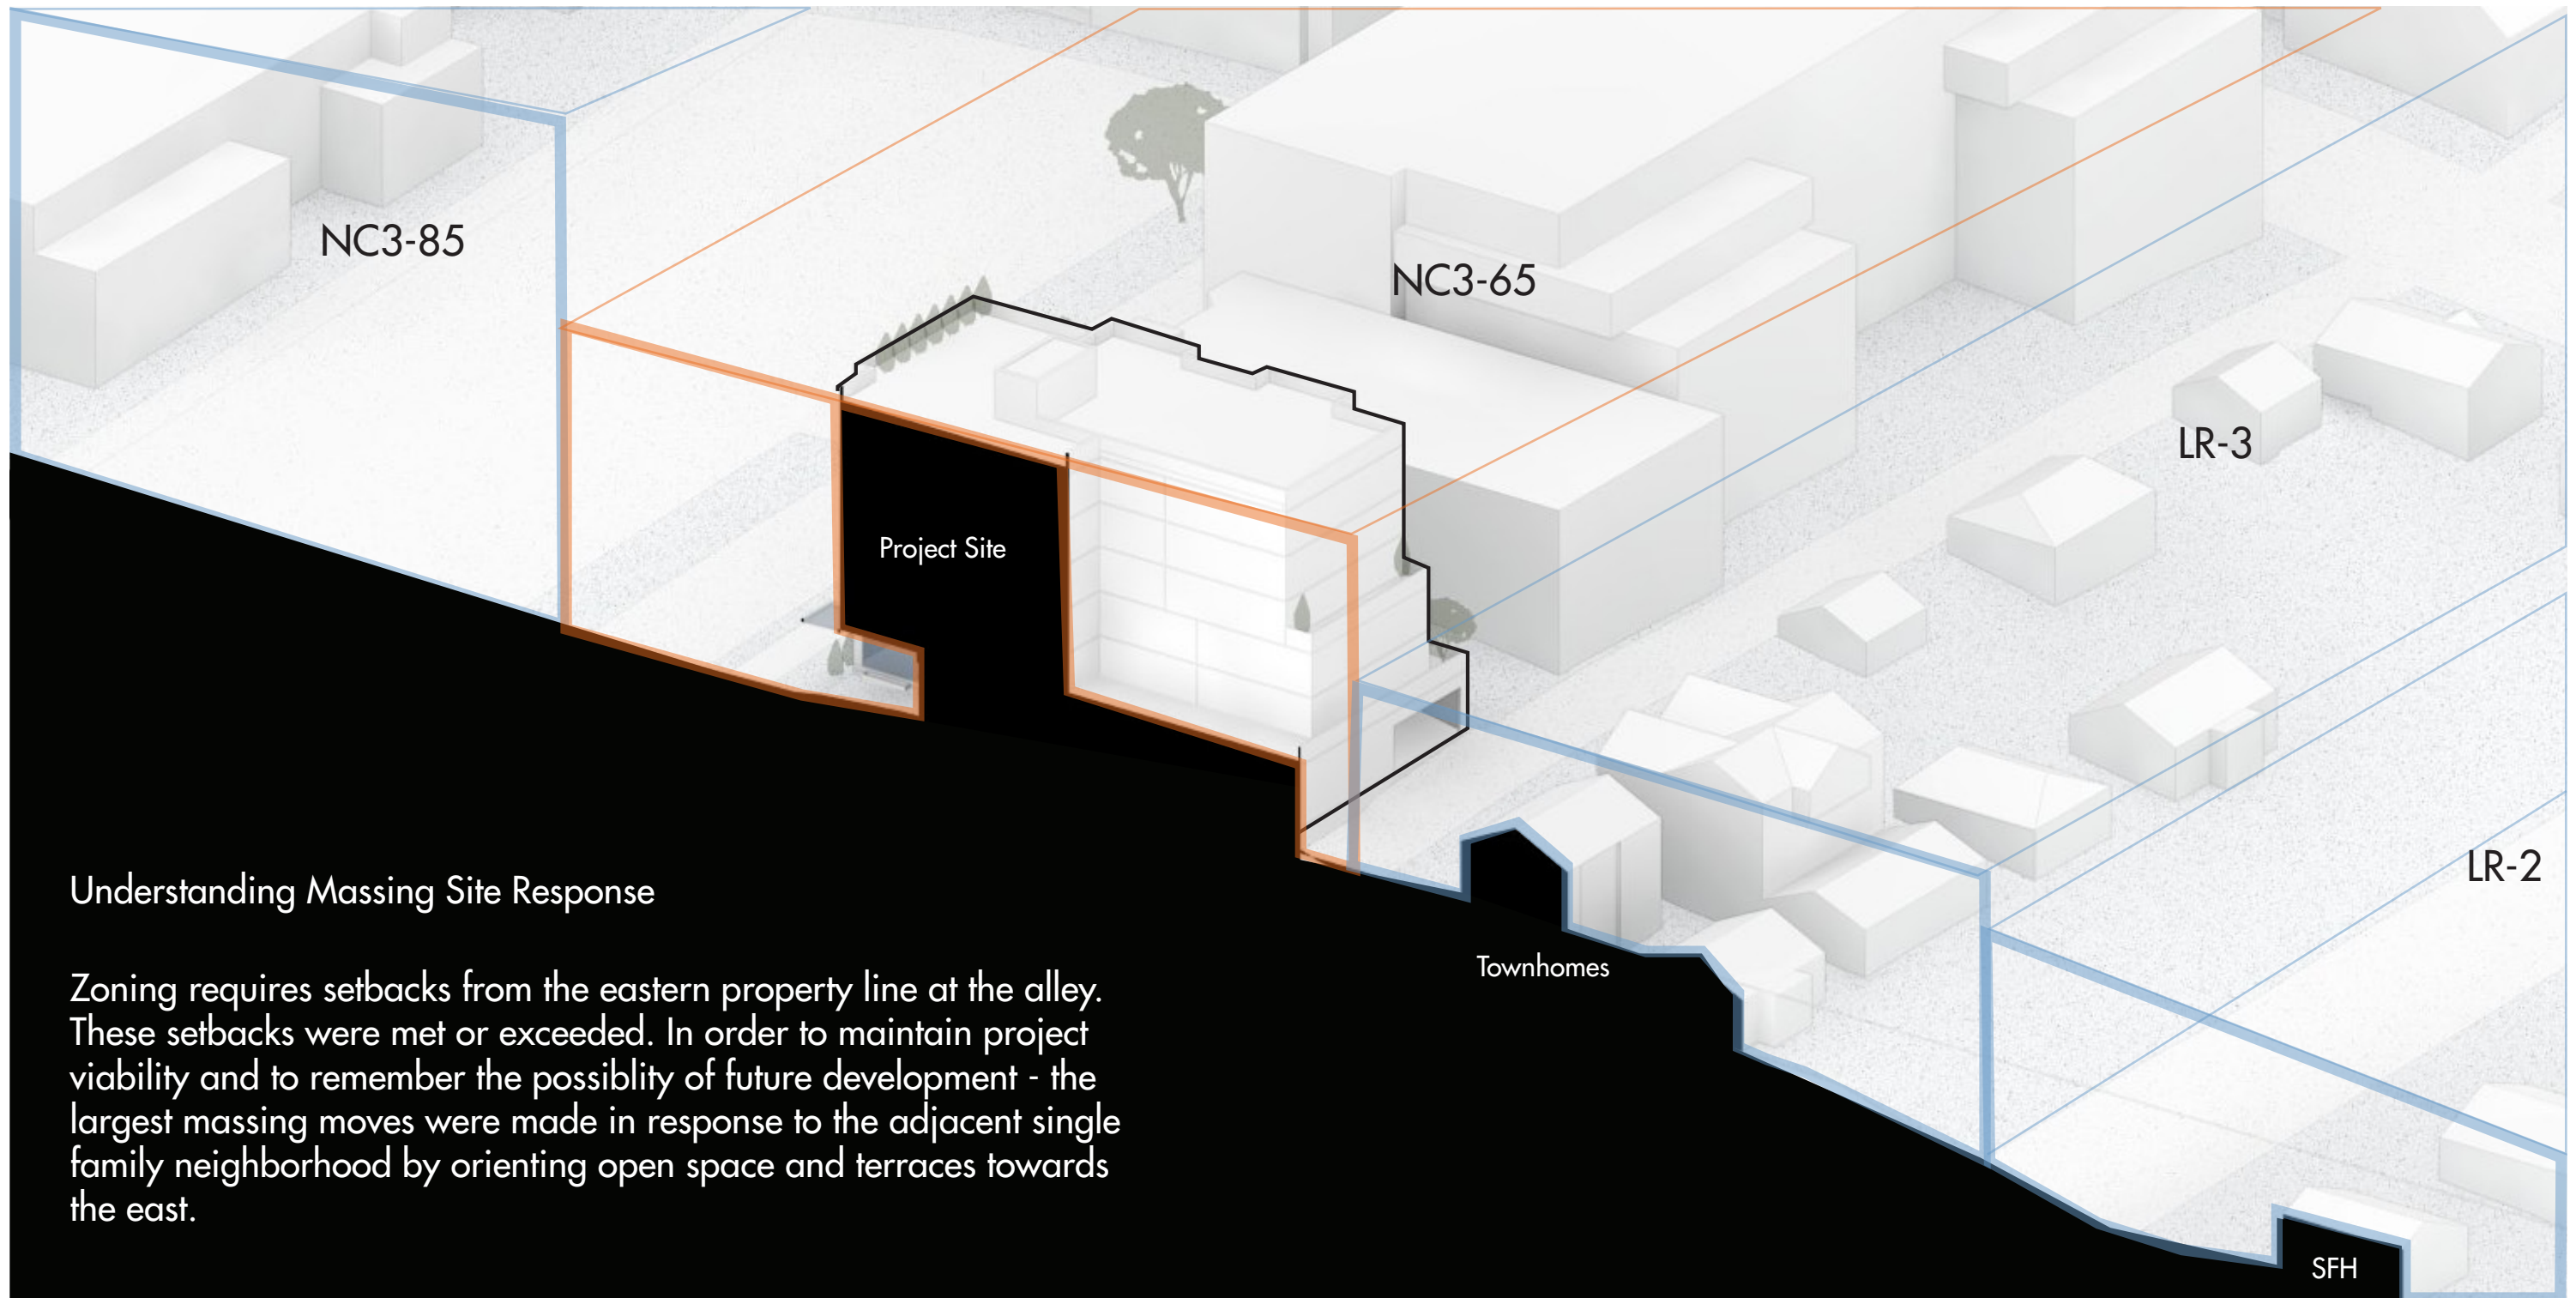 NC3-85
NC3-65
LR-3
Project Site
LR-2
Understanding Massing Site Response
Townhomes
Zoning requires setbacks from the eastern property line at the alley.
These setbacks were met or exceeded. In order to maintain project
viability and to remember the possiblity of future development - the
largest massing moves were made in response to the adjacent single
family neighborhood by orienting open space and terraces towards
the east.
SFH